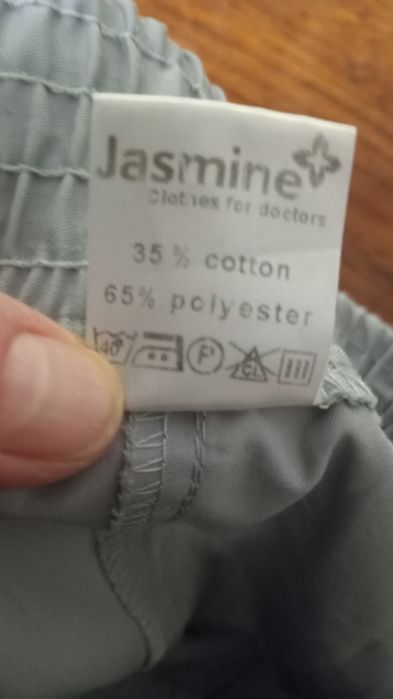 Jasmine
Clothes for doctors
35 % cotton
65% polyester
40° P CL